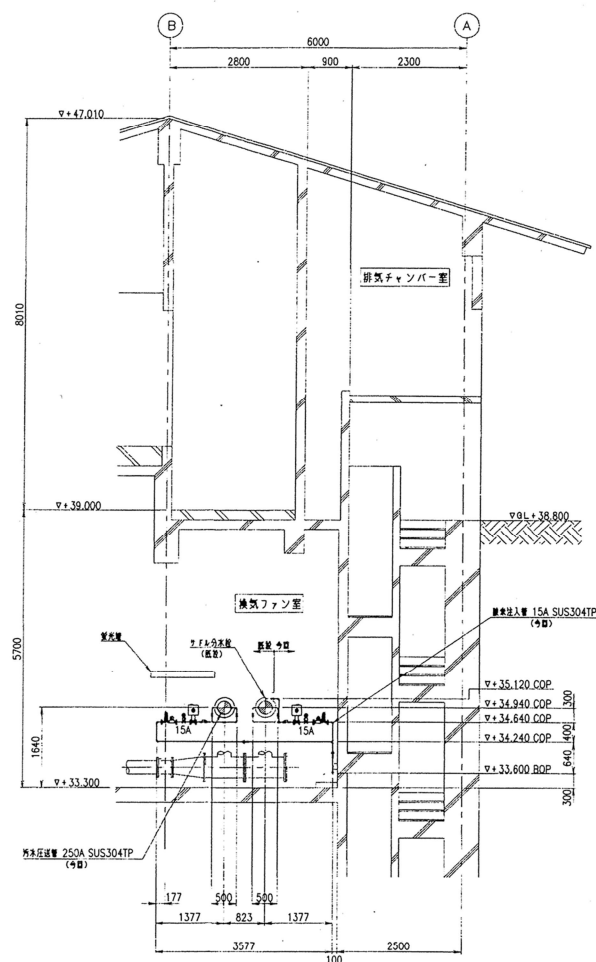 B
A
6000
2800
900
2300
▽+47.010
排気チャンバー室
8010
▽+39.000
▽GL+38.800
換気ファン室
酸素注入管 15A SUS304TP
(今回)
蛍光管
サドル分水栓
(既設)
既設 今回
5700
▽+35.120 COP
▽+34.940 COP
▽+34.640 COP
▽+34.240 COP
▽+33.600 BOP
300
400
640
300
15A
15A
1640
▽+33.300
汚水圧送管 250A SUS304TP
(今回)
177
500
500
1377
823
1377
3577
2500
100